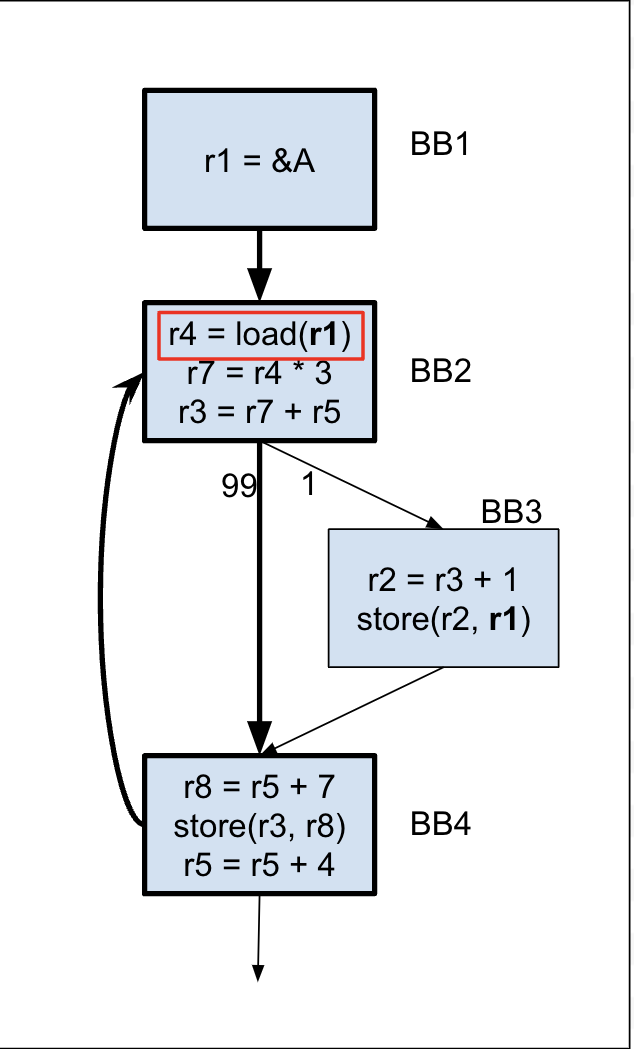 r1 = &A
BB1
r4 = load(r1)
r7 = r4 * 3
r3 = r7 + r5
BB2
99
1
BB3
r2 = r3 + 1
store(r2, r1)
r8 = r5 + 7
store(r3, r8)
r5 = r5 + 4
BB4